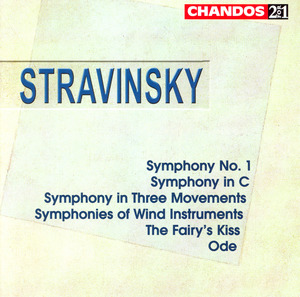 CHANDOS 2 for 1
STRAVINSKY
Symphony No. 1
Symphony in C
Symphony in Three Movements
Symphonies of Wind Instruments
The Fairy's Kiss
Ode